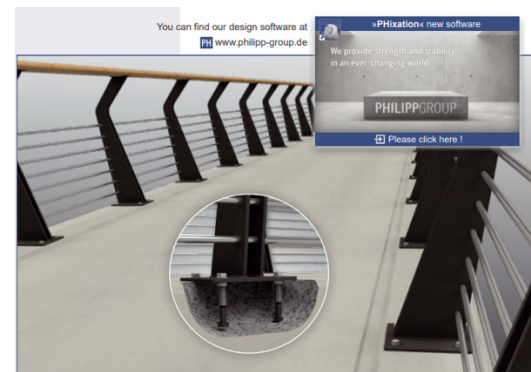 You can find our design software at
PH www.philipp-group.de
»PHixation« new software
We provide strength and stability
in an ever changing world.
PHILIPPGROUP
Please click here !